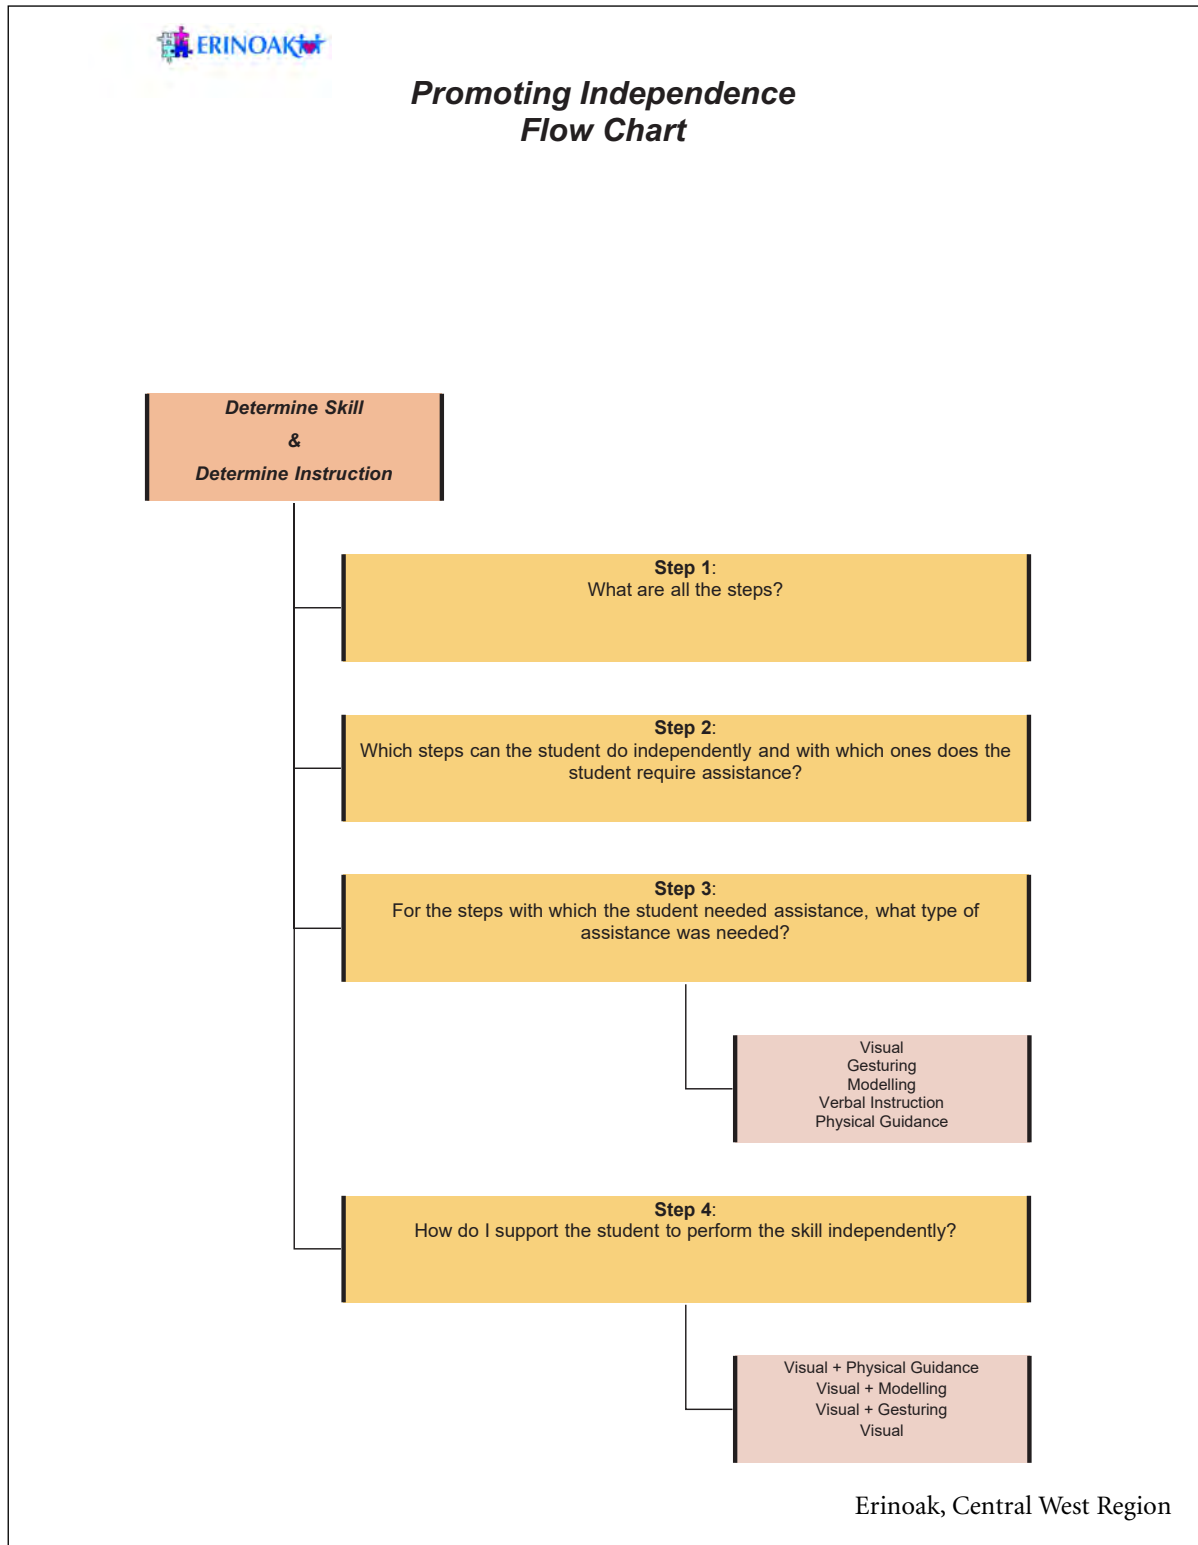 ERINOAK
Promoting Independence
Flow Chart
Determine Skill
&
Determine Instruction
Step 1:
What are all the steps?
Step 2:
Which steps can the student do independently and with which ones does the
student require assistance?
Step 3:
For the steps with which the student needed assistance, what type of
assistance was needed?
Visual
Gesturing
Modelling
Verbal Instruction
Physical Guidance
Step 4:
How do I support the student to perform the skill independently?
Visual + Physical Guidance
Visual + Modelling
Visual + Gesturing
Visual
Erinoak, Central West Region